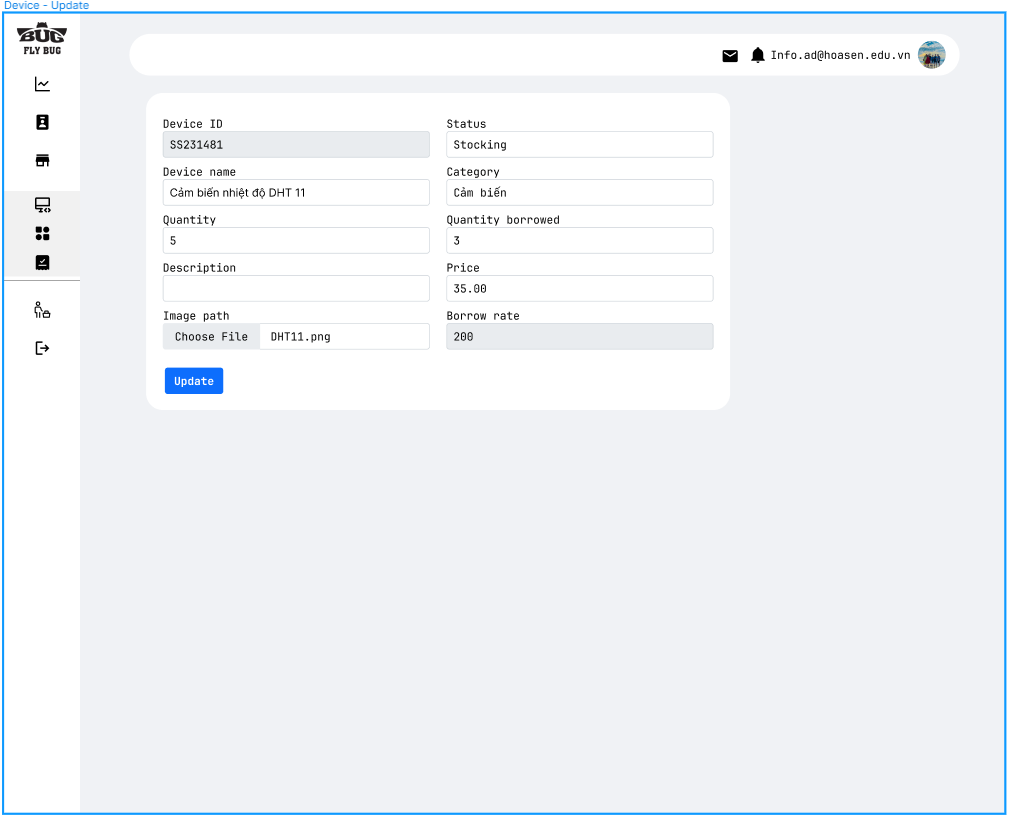 Device - Update
BUG
FLY BUG
Info.ad@hoasen.edu.vn
Device ID
SS231481
Status
Stocking
Device name
Cảm biến nhiệt độ DHT 11
Category
Cảm biến
Quantity
5
Quantity borrowed
3
Description
Price
35.00
Image path
Choose File DHT11.png
Borrow rate
200
Update